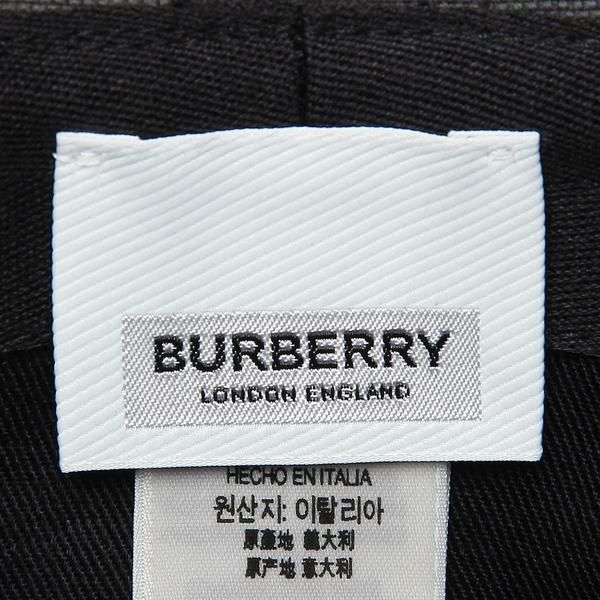 BURBERRY
LONDON ENGLAND
HECHO EN ITALIA
원산지: 이탈리아
原產地 義大利
原产地 意大利